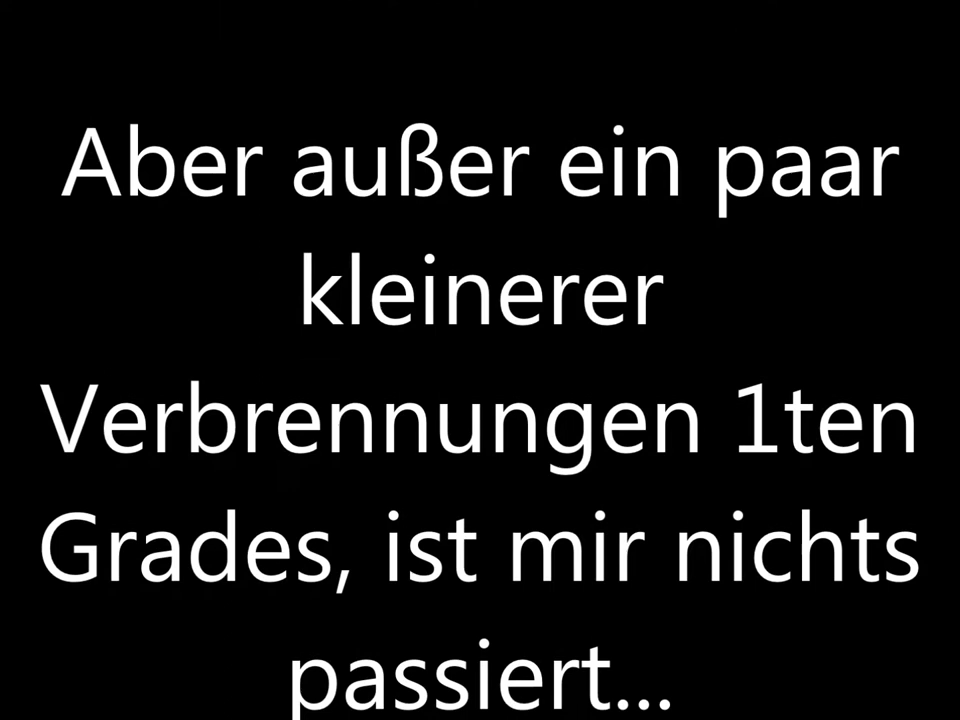 Aber außer ein paar
kleinerer
Verbrennungen 1ten
Grades, ist mir nichts
passiert...